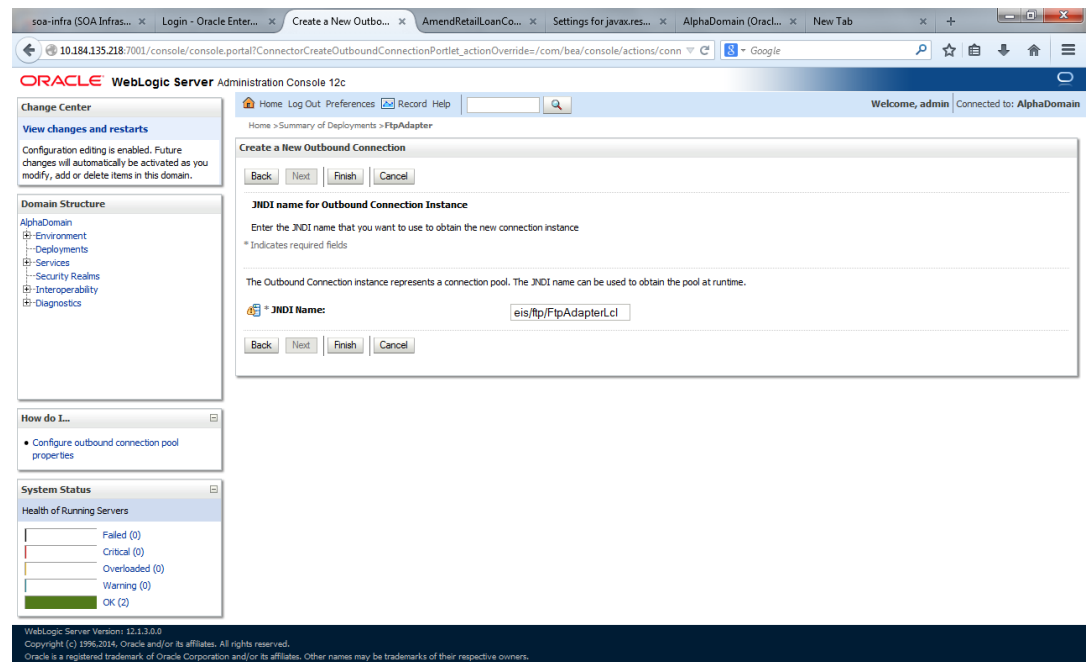 soa-infra (SOA Infras... × Login - Oracle Enter... × Create a New Outbo... × AmendRetailLoanCo... × Settings for javax.res... × AlphaDomain (Oracl... × New Tab × +
10.184.135.218:7001/console/console.portal?ConnectorCreateOutboundConnectionPortlet_actionOverride=/com/bea/console/actions/conn
8 Google
ORACLE WebLogic Server Administration Console 12c
Change Center
View changes and restarts
Configuration editing is enabled. Future
changes will automatically be activated as you
modify, add or delete items in this domain.
Domain Structure
AlphaDomain
Environment
Deployments
Services
Security Realms
Interoperability
Diagnostics
How do I...
• Configure outbound connection pool
properties
System Status
Health of Running Servers
Failed (0)
Critical (0)
Overloaded (0)
Warning (0)
OK (2)
Home Log Out Preferences Record Help
Welcome, admin Connected to: AlphaDomain
Home >Summary of Deployments >FtpAdapter
Create a New Outbound Connection
Back Next Finish Cancel
JNDI name for Outbound Connection Instance
Enter the JNDI name that you want to use to obtain the new connection instance
* Indicates required fields
The Outbound Connection instance represents a connection pool. The JNDI name can be used to obtain the pool at runtime.
* JNDI Name: eis/ftp/FtpAdapterLcl
Back Next Finish Cancel
WebLogic Server Version: 12.1.3.0.0
Copyright (c) 1996,2014, Oracle and/or its affiliates. All rights reserved.
Oracle is a registered trademark of Oracle Corporation and/or its affiliates. Other names may be trademarks of their respective owners.